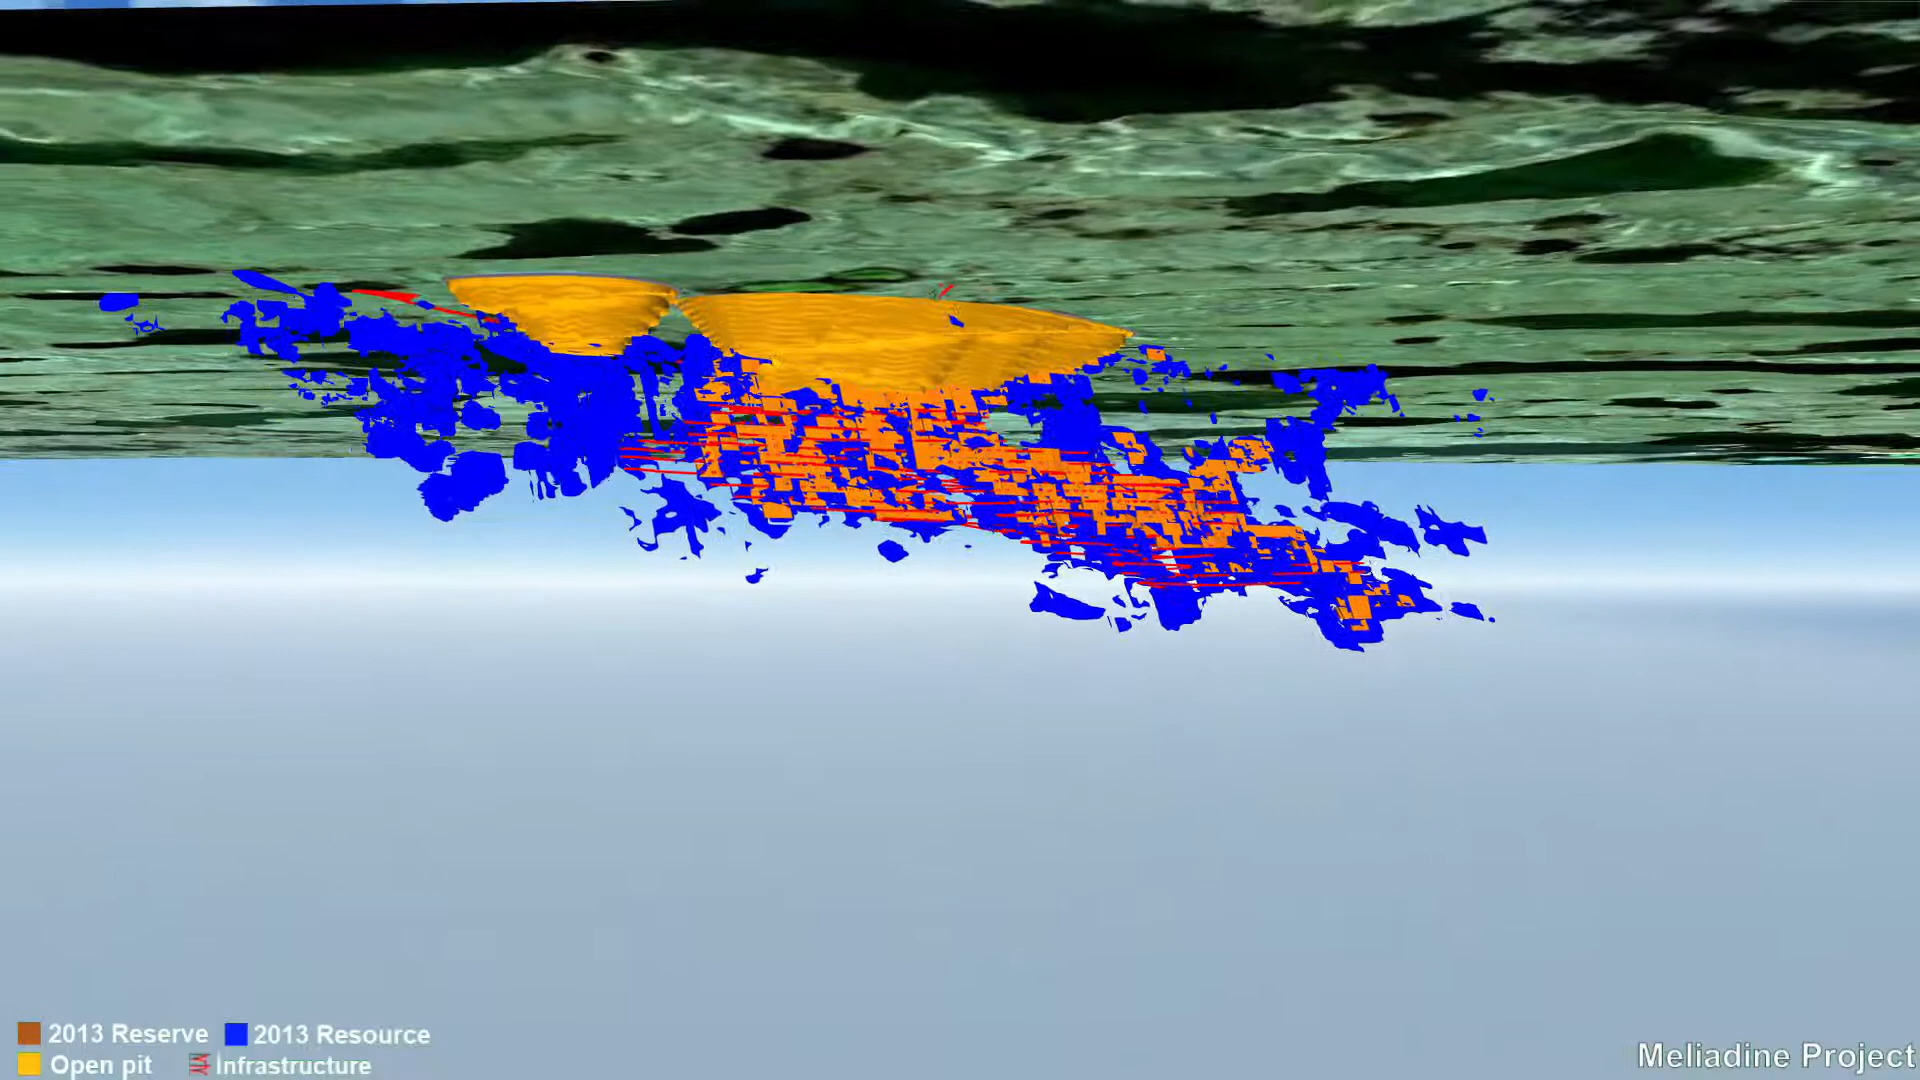 2013 Reserve 2013 Resource
Open pit Infrastructure
Meliadine Project